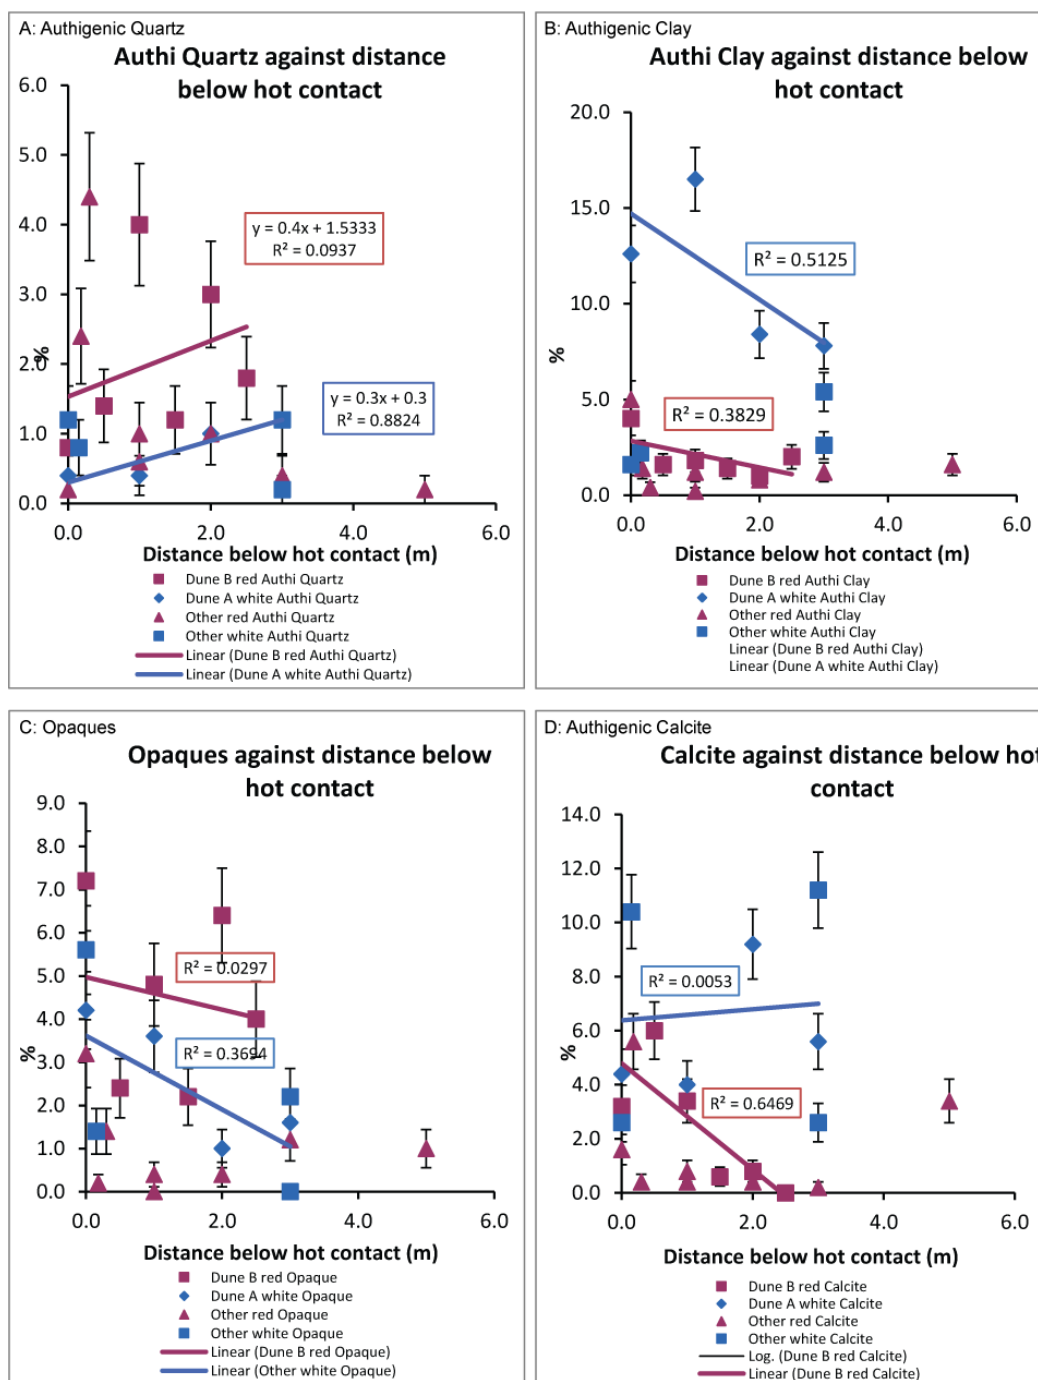 A: Authigenic Quartz
Authi Quartz against distance
below hot contact
6.0
5.0
4.0
3.0
2.0
1.0
0.0
%
y = 0.4x + 1.5333
R² = 0.0937
y = 0.3x + 0.3
R² = 0.8824
0.0 2.0 4.0 6.0
Distance below hot contact (m)
Dune B red Authi Quartz
Dune A white Authi Quartz
Other red Authi Quartz
Other white Authi Quartz
Linear (Dune B red Authi Quartz)
Linear (Dune A white Authi Quartz)
B: Authigenic Clay
Authi Clay against distance below
hot contact
20.0
15.0
10.0
5.0
0.0
%
R² = 0.5125
R² = 0.3829
0.0 2.0 4.0 6.0
Distance below hot contact (m)
Dune B red Authi Clay
Dune A white Authi Clay
Other red Authi Clay
Other white Authi Clay
Linear (Dune B red Authi Clay)
Linear (Dune A white Authi Clay)
C: Opaques
Opaques against distance below
hot contact
9.0
8.0
7.0
6.0
5.0
4.0
3.0
2.0
1.0
0.0
%
R² = 0.0297
R² = 0.3694
0.0 2.0 4.0 6.0
Distance below hot contact (m)
Dune B red Opaque
Dune A white Opaque
Other red Opaque
Other white Opaque
Linear (Dune B red Opaque)
Linear (Other white Opaque)
D: Authigenic Calcite
Calcite against distance below hot
contact
14.0
12.0
10.0
8.0
6.0
4.0
2.0
0.0
%
R² = 0.0053
R² = 0.6469
0.0 2.0 4.0 6.0
Distance below hot contact (m)
Dune B red Calcite
Dune A white Calcite
Other red Calcite
Other white Calcite
Log. (Dune B red Calcite)
Linear (Dune B red Calcite)